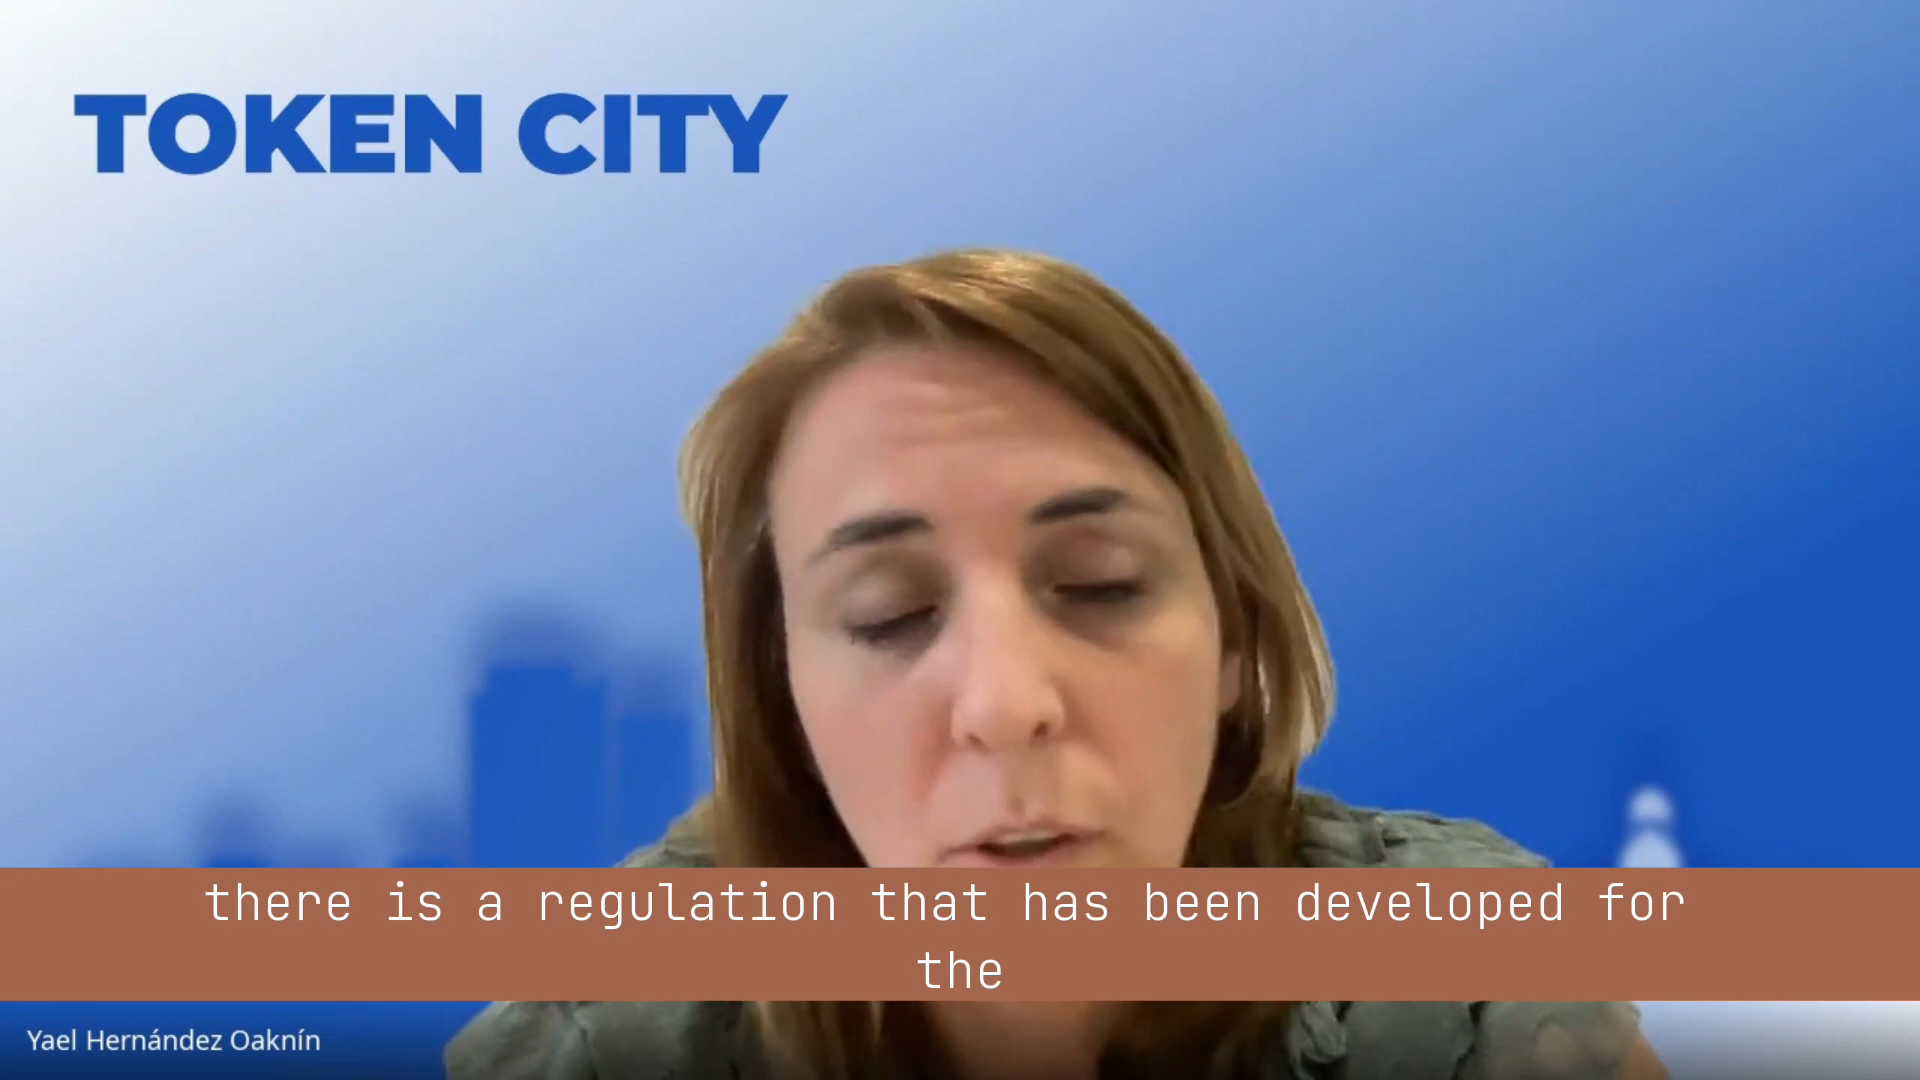 TOKEN CITY
there is a regulation that has been developed for
the
Yael Hernández Oaknín